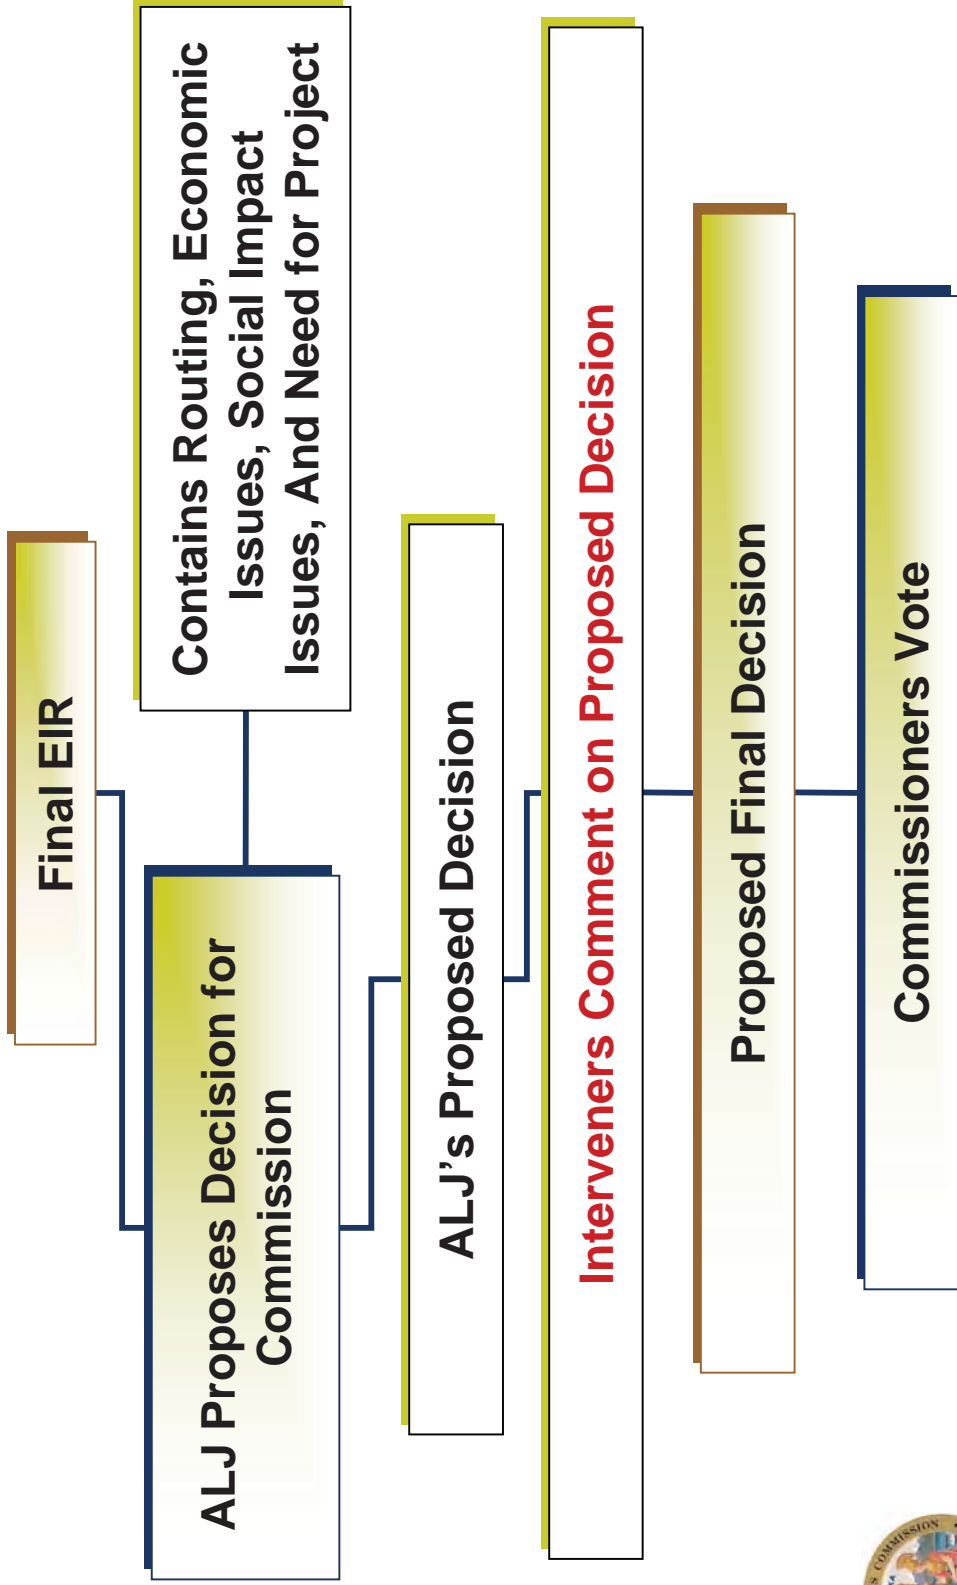 Final EIR
ALJ Proposes Decision for
Commission
Contains Routing, Economic
Issues, Social Impact
Issues, And Need for Project
ALJ's Proposed Decision
Interveners Comment on Proposed Decision
Proposed Final Decision
Commissioners Vote
S COMMISSION